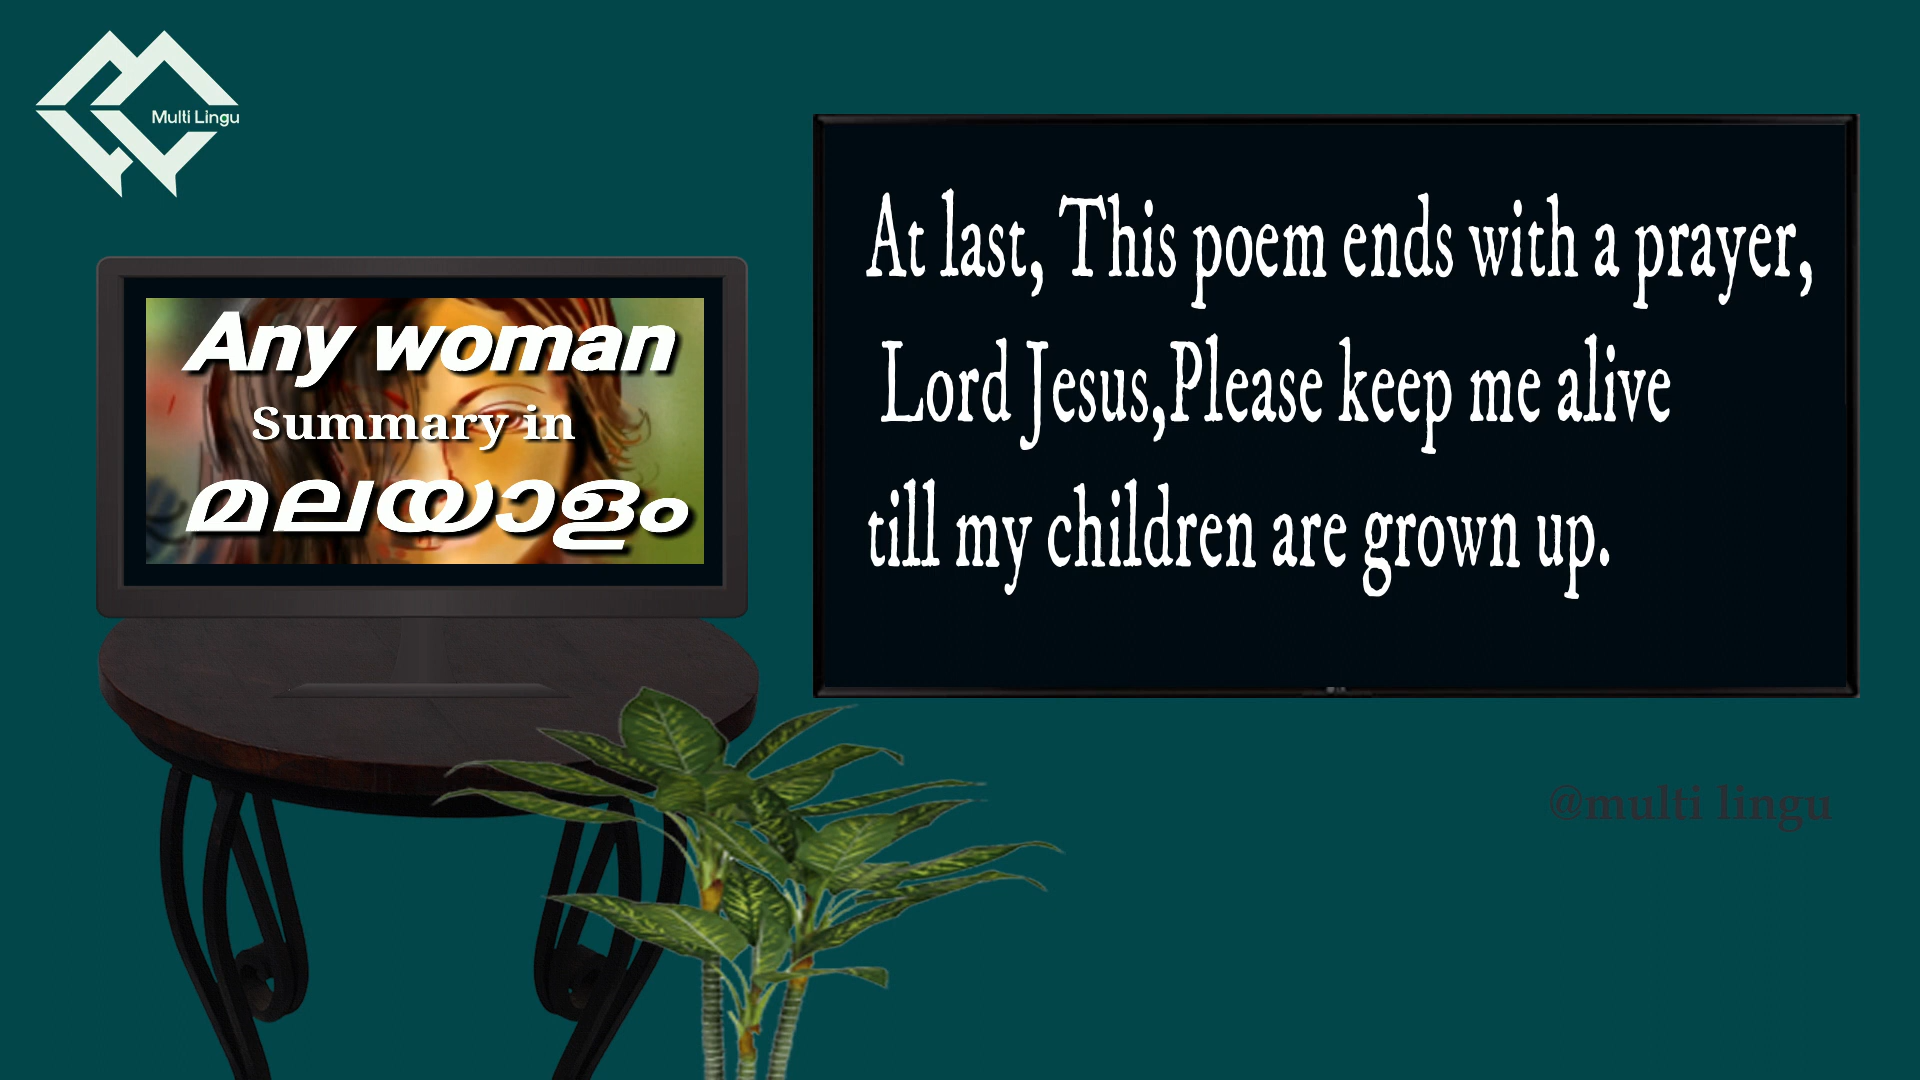 Multi Lingu
Any woman
Summary in
മലയാളം
At last, This poem ends with a prayer,
Lord Jesus,Please keep me alive
till my children are grown up.
@multi lingu